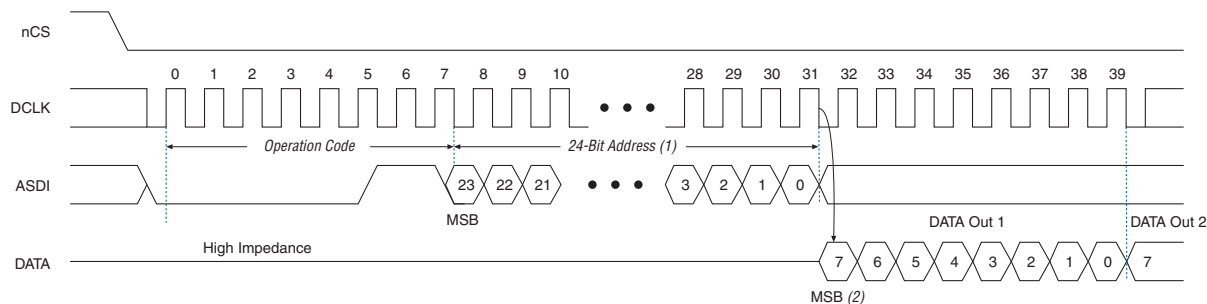 nCS
0 1 2 3 4 5 6 7 8 9 10 28 29 30 31 32 33 34 35 36 37 38 39
DCLK
Operation Code 24-Bit Address (1)
ASDI 23 22 21 3 2 1 0
MSB
DATA Out 1 DATA Out 2
High Impedance
DATA 7 6 5 4 3 2 1 0 7
MSB (2)